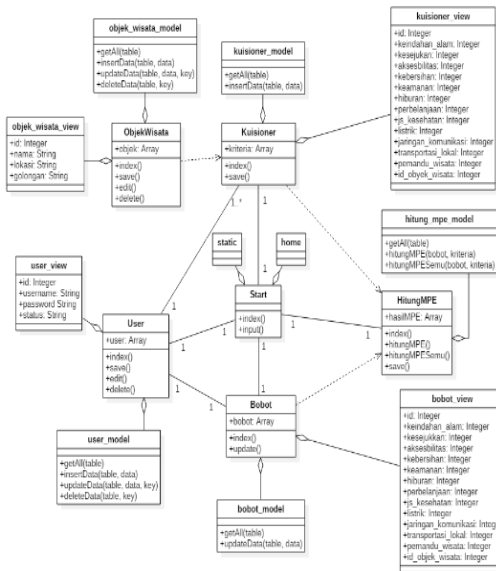 objek_wisata_model
+getAll(table)
+insertData(table, data)
+updateData(table, data, key)
+deleteData(table, key)
kuisioner_model
+getAll(table)
+insertData(table, data)
kuisioner_view
+id: Integer
+keindahan_alam: Integer
+kesejukan: Integer
+aksesbilitas: Integer
+kebersihan: Integer
+keamanan: Integer
+hiburan: Integer
+perbelanjaan: Integer
+js_kesehatan: Integer
+listrik: Integer
+jaringan_komunikasi: Integer
+transportasi_lokal: Integer
+pemandu_wisata: Integer
+id_obyek_wisata: Integer
objek_wisata_view
+id: Integer
+nama: String
+lokasi: String
+golongan: String
ObjekWisata
+objek: Array
+index()
+save()
+edit()
+delete()
Kuisioner
+kriteria: Array
+index()
+save()
1..*
1
static
home
hitung_mpe_model
+getAll(table)
+hitungMPE(bobot, kriteria)
+hitungMPESemu(bobot, kriteria)
user_view
+id: Integer
+username: String
+password String
+status: String
1
Start
+index()
+input()
HitungMPE
+hasilMPE: Array
+index()
+hitungMPE()
+hitungMPESemu()
+save()
User
+user: Array
+index()
+save()
+edit()
+delete()
1
1
1
1
1
1
1
1
1
Bobot
+bobot: Array
+index()
+update()
bobot_view
+id: Integer
+keindahan_alam: Integer
+kesejukkan: Integer
+aksesbilitas: Integer
+kebersihan: Integer
+keamanan: Integer
+hiburan: Integer
+perbelanjaan: Integer
+js_kesehatan: Integer
+listrik: Integer
+jaringan_komunikasi: Integ
+transportasi_lokal: Integer
+pemandu_wisata: Integer
+id_objek_wisata: Integer
user_model
+getAll(table)
+insertData(table, data)
+updateData(table, data, key)
+deleteData(table, key)
bobot_model
+getAll(table)
+updateData(table, data)